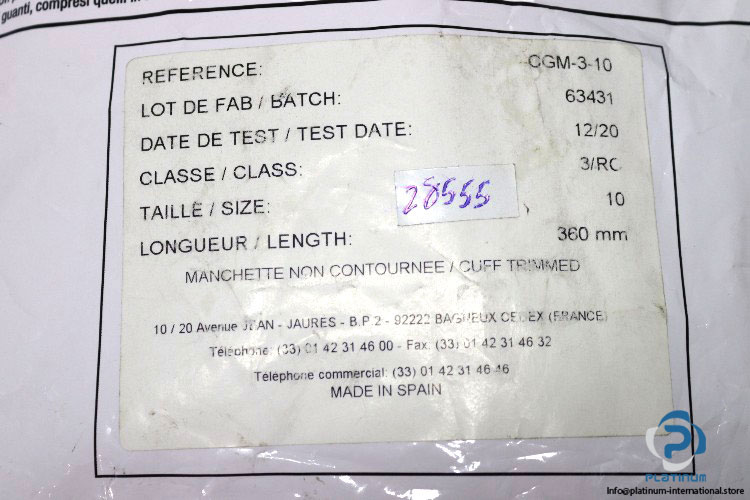 guanti, compresi quelli in
REFERENCE: CGM-3-10
LOT DE FAB / BATCH: 63431
DATE DE TEST / TEST DATE: 12/20
CLASSE / CLASS: 3/RC
28555
TAILLE / SIZE: 10
LONGUEUR / LENGTH: 360 mm
MANCHETTE NON CONTOURNEE / CUFF TRIMMED
10 / 20 Avenue JEAN - JAURES - B.P.2 - 92222 BAGNEUX CEDEX (FRANCE)
Téléphone: (33) 01 42 31 46 00 - Fax: (33) 01 42 31 46 32
Téléphone commercial: (33) 01 42 31 46 46
MADE IN SPAIN
PLATINUM
Info@platinum-international.store